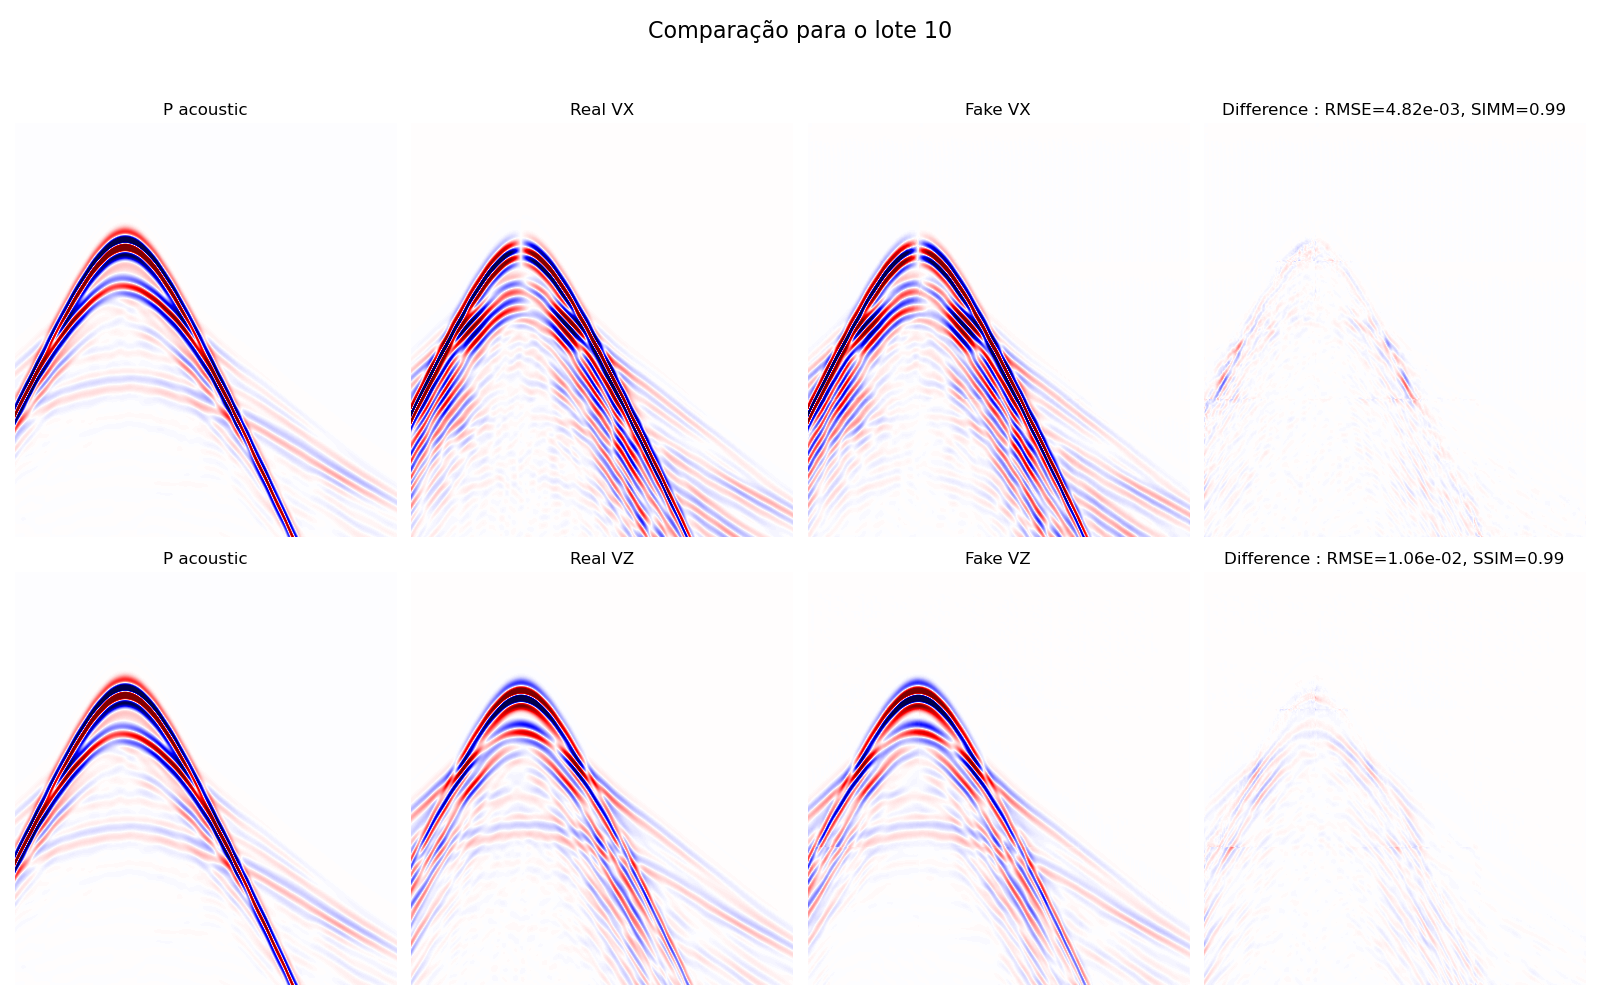 Comparação para o lote 10
P acoustic
Real VX
Fake VX
Difference : RMSE=4.82e-03, SIMM=0.99
P acoustic
Real VZ
Fake VZ
Difference : RMSE=1.06e-02, SSIM=0.99